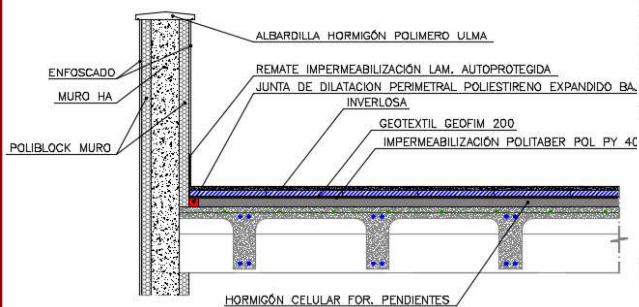 ALBARDILLA HORMIGÓN POLIMERO ULMA
ENFOSCADO
REMATE IMPERMEABILIZACIÓN LAM. AUTOPROTEGIDA
MURO HA
JUNTA DE DILATACION PERIMETRAL POLIESTIRENO EXPANDIDO BAJ
INVERLOSA
GEOTEXTIL GEOFIM 200
POLIBLOCK MURO
IMPERMEABILIZACIÓN POLITABER POL PY 40
HORMIGÓN CELULAR FOR. PENDIENTES